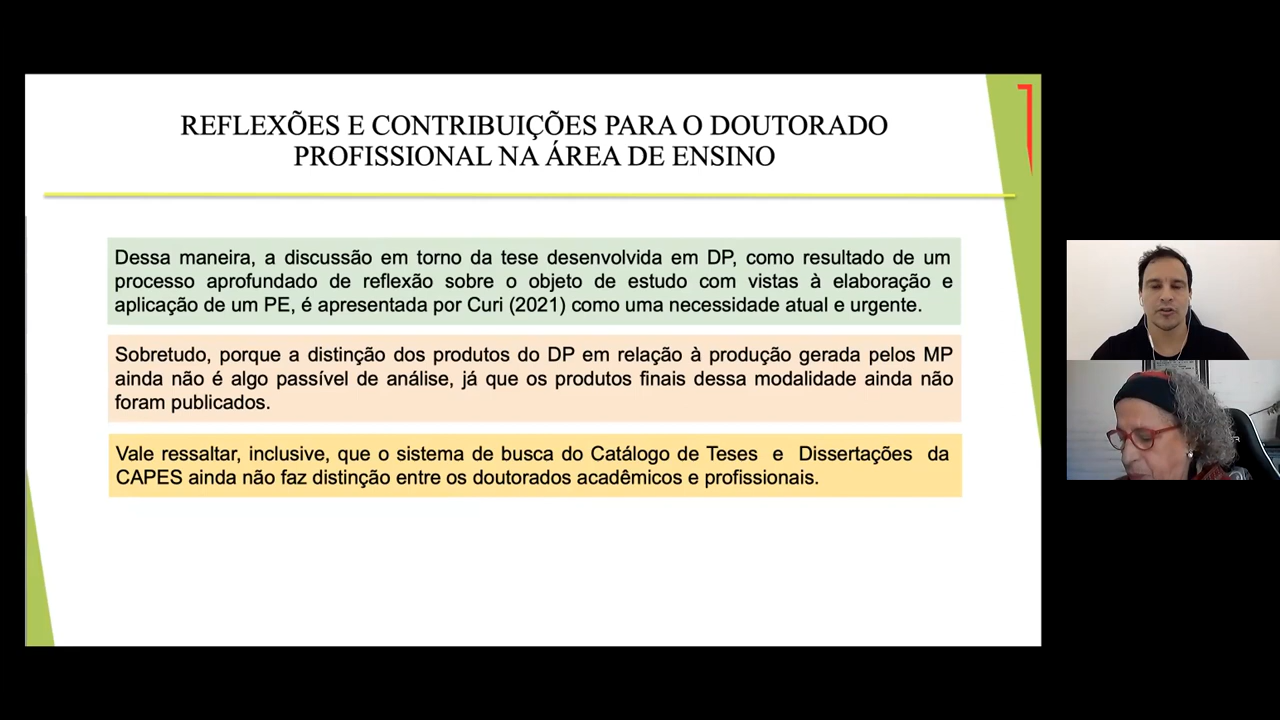 REFLEXÕES E CONTRIBUIÇÕES PARA O DOUTORADO
PROFISSIONAL NA ÁREA DE ENSINO
Dessa maneira, a discussão em torno da tese desenvolvida em DP, como resultado de um
processo aprofundado de reflexão sobre o objeto de estudo com vistas à elaboração e
aplicação de um PE, é apresentada por Curi (2021) como uma necessidade atual e urgente.
Sobretudo, porque a distinção dos produtos do DP em relação à produção gerada pelos MP
ainda não é algo passível de análise, já que os produtos finais dessa modalidade ainda não
foram publicados.
Vale ressaltar, inclusive, que o sistema de busca do Catálogo de Teses e Dissertações da
CAPES ainda não faz distinção entre os doutorados acadêmicos e profissionais.